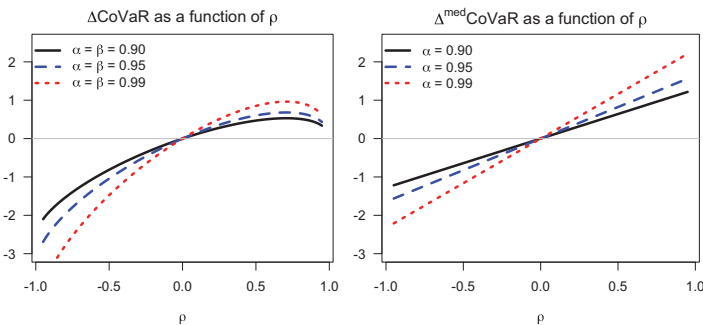 ΔCoVaR as a function of ρ
α = β = 0.90
α = β = 0.95
α = β = 0.99
2
1
0
-1
-2
-3
-1.0 -0.5 0.0 0.5 1.0
ρ
Δmed CoVaR as a function of ρ
α = 0.90
α = 0.95
α = 0.99
2
1
0
-1
-2
-3
-1.0 -0.5 0.0 0.5 1.0
ρ